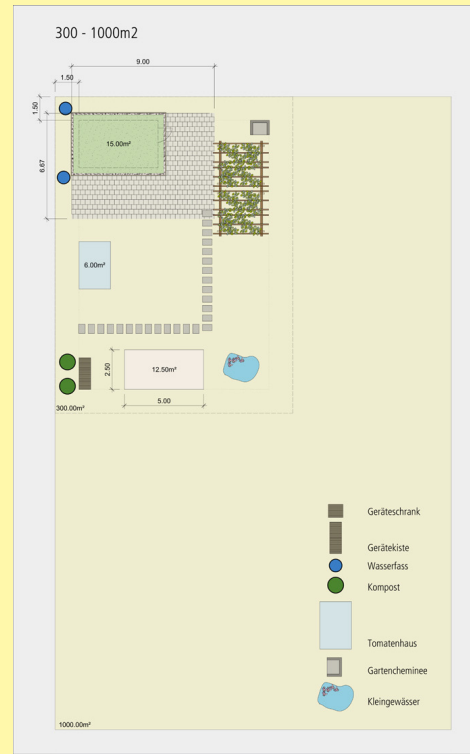 300 - 1000m2
9.00
1.50
1.50
15.00m²
6.67
6.00m²
2.50
12.50m²
5.00
300.00m²
Geräteschrank
Gerätekiste
Wasserfass
Kompost
Tomatenhaus
Gartencheminee
Kleingewässer
1000.00m²